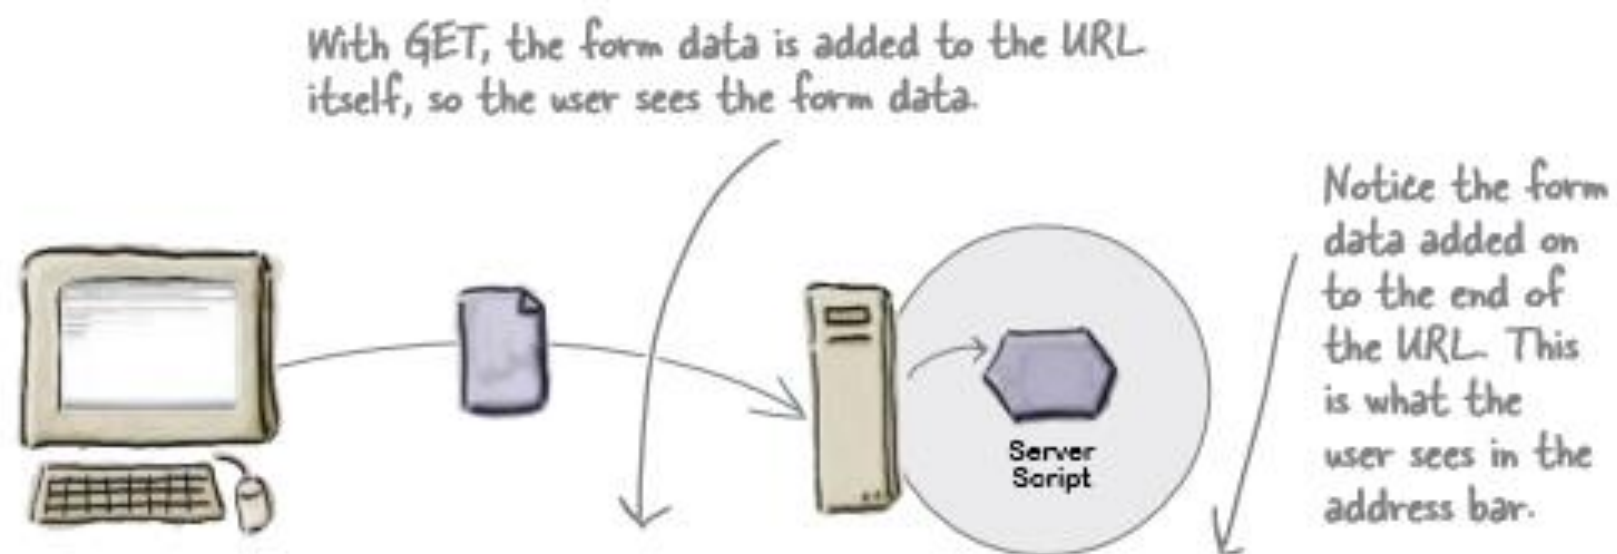 With GET, the form data is added to the URL
itself, so the user sees the form data.
Notice the form
data added on
to the end of
the URL. This
is what the
user sees in the
address bar.
Server
Script